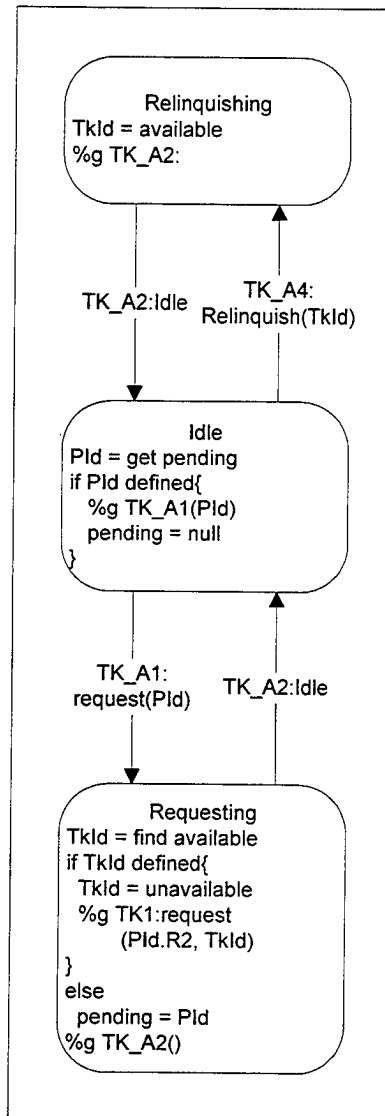 Relinquishing
TkId = available
%g TK_A2:
TK_A2:Idle
TK_A4:
Relinquish(TkId)
Idle
PId = get pending
if PId defined{
%g TK_A1(PId)
pending = null
}
TK_A1:
request(PId)
TK_A2:Idle
Requesting
TkId = find available
if TkId defined{
TkId = unavailable
%g TK1:request
(PId.R2, TkId)
}
else
pending = PId
%g TK_A2()